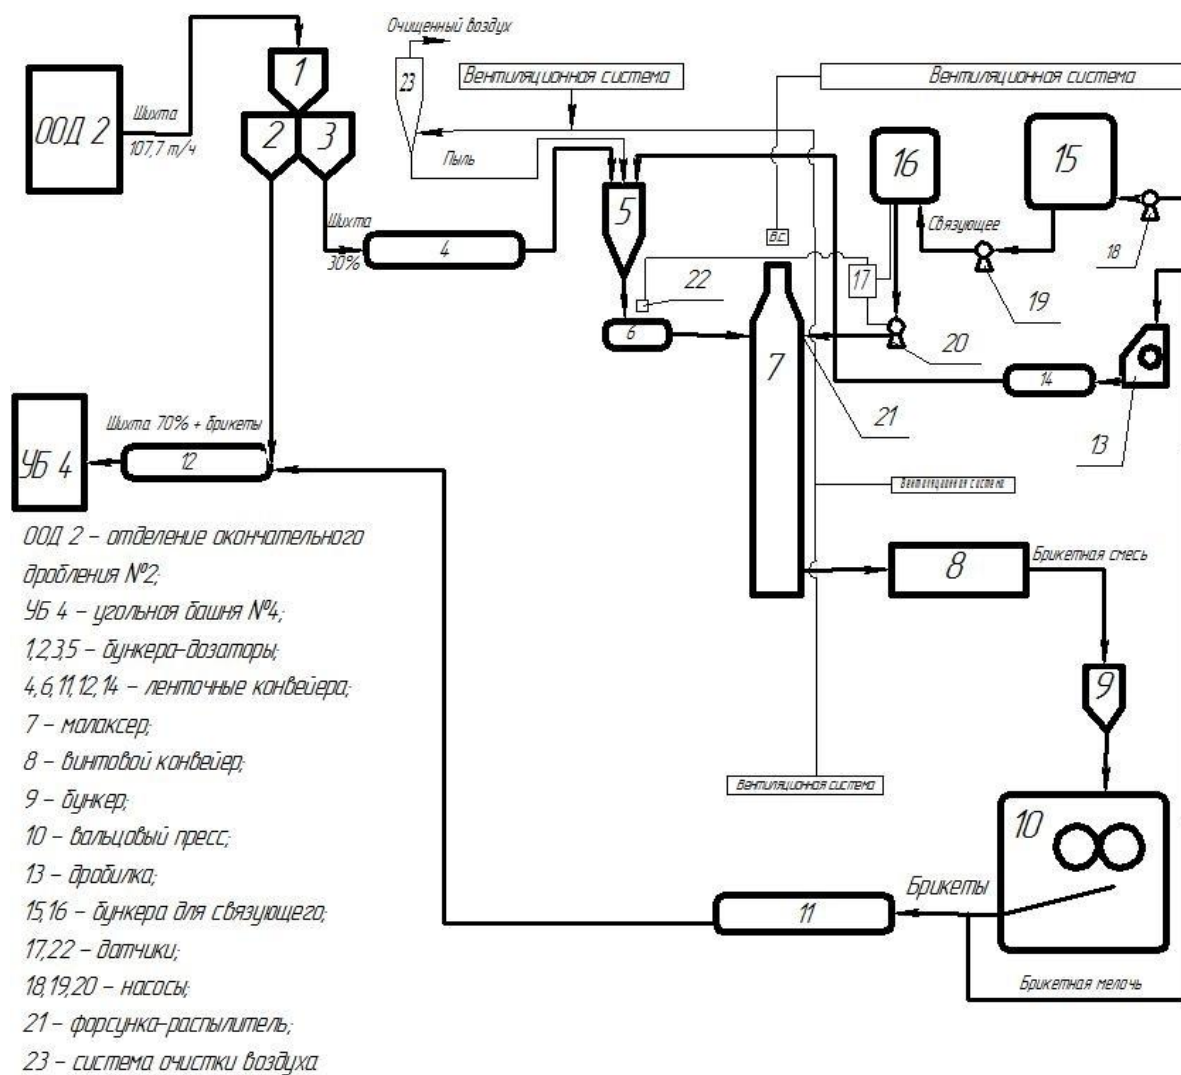 Очищенный воздух
1
23
Вентиляционная система
Вентиляционная система
ООД 2
Шихта
107,7 т/ч
2
3
Пыль
16
15
5
Шихта
30%
4
Связующее
18
В.С.
22
17
19
6
20
7
14
21
13
Шихта 70% + брикеты
УБ 4
12
Вентиляционная система
ООД 2 – отделение окончательного
дробления №2;
УБ 4 – угольная башня №4;
1,2,3,5 – бункера-дозаторы;
4,6,11,12,14 – ленточные конвейера;
7 – малаксер;
8 – винтовой конвейер;
9 – бункер;
10 – вальцовый пресс;
13 – дробилка;
15,16 – бункера для связующего;
17,22 – датчики;
18,19,20 – насосы;
21 – форсунка-распылитель;
23 – система очистки воздуха
8
Брикетная смесь
9
Вентиляционная система
10
Брикеты
11
Брикетная мелочь